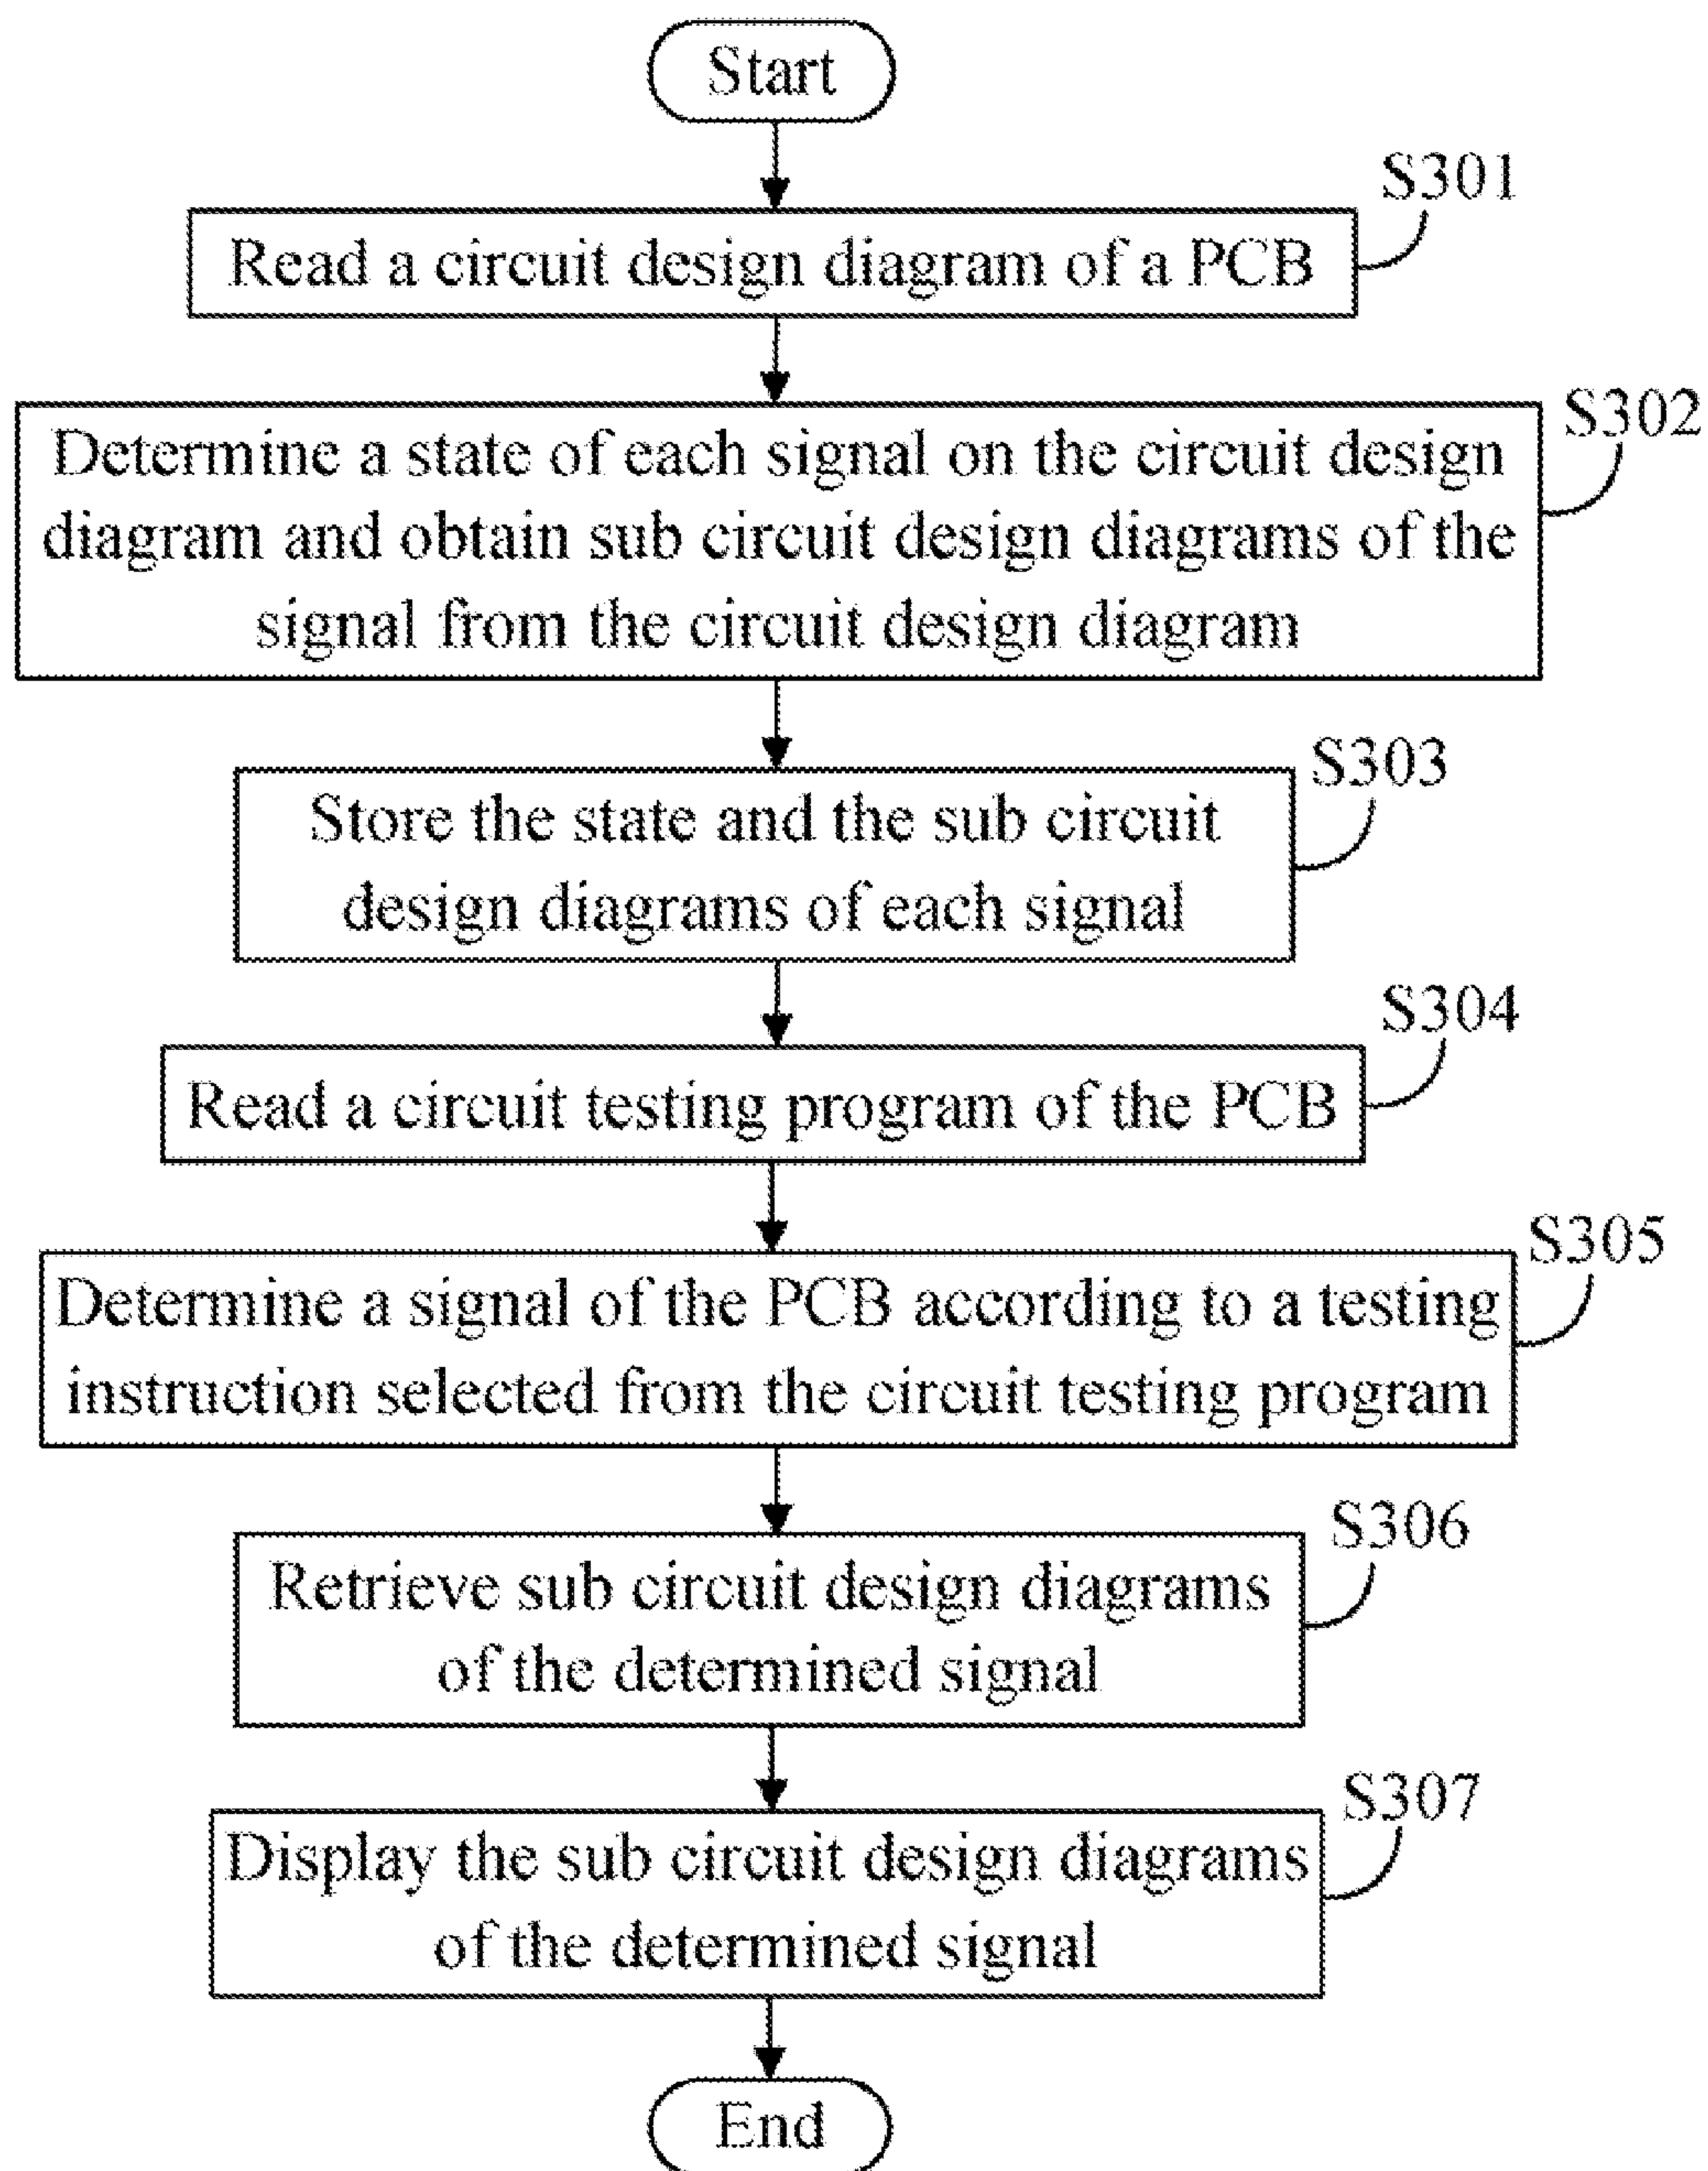 Start
S301
Read a circuit design diagram of a PCB
S302
Determine a state of each signal on the circuit design
diagram and obtain sub circuit design diagrams of the
signal from the circuit design diagram
S303
Store the state and the sub circuit
design diagrams of each signal
S304
Read a circuit testing program of the PCB
S305
Determine a signal of the PCB according to a testing
instruction selected from the circuit testing program
S306
Retrieve sub circuit design diagrams
of the determined signal
S307
Display the sub circuit design diagrams
of the determined signal
End